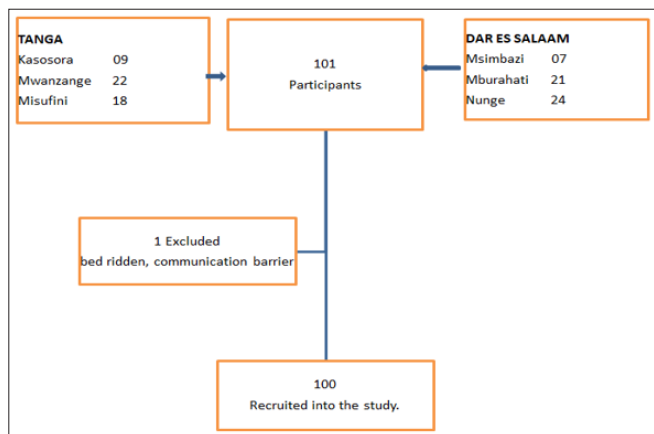 TANGA
Kasosora 09
Mwanzange 22
Misufini 18
101
Participants
DAR ES SALAAM
Msimbazi 07
Mburahati 21
Nunge 24
1 Excluded
bed ridden, communication barrier
100
Recruited into the study.